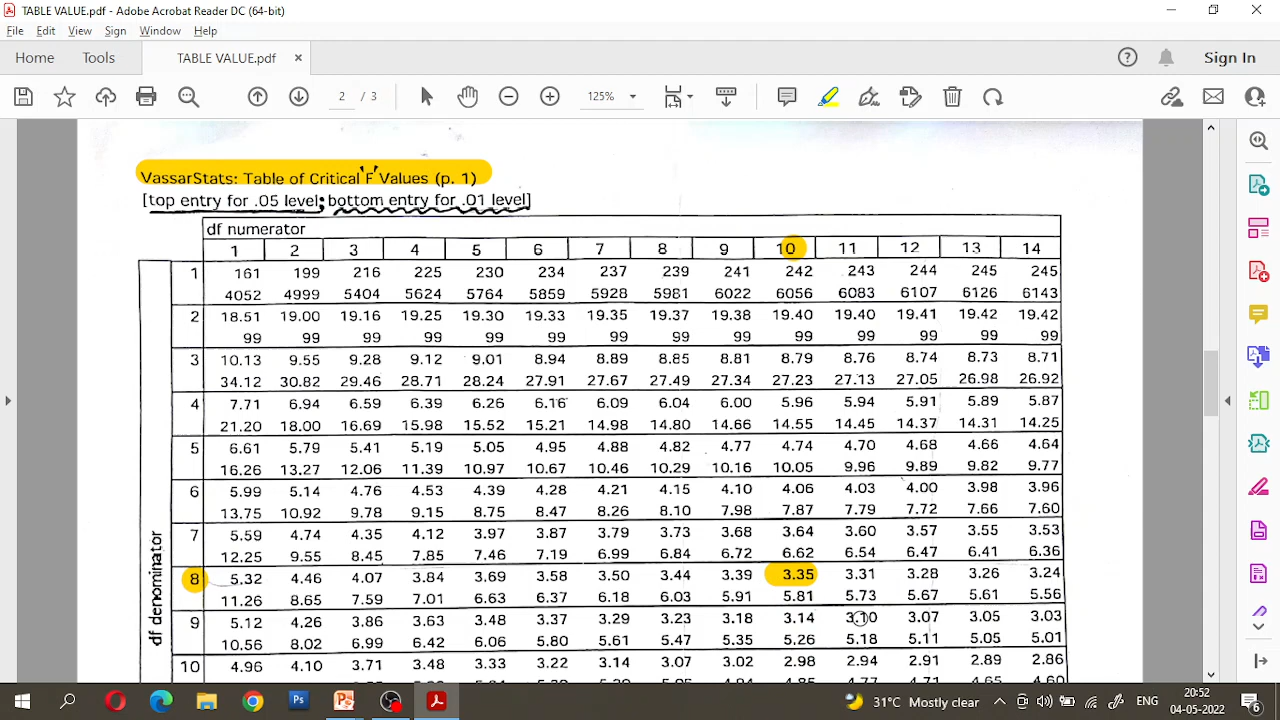 TABLE VALUE.pdf - Adobe Acrobat Reader DC (64-bit)
File Edit View Sign Window Help
Home Tools TABLE VALUE.pdf × Sign In
2 / 3 125%
VassarStats: Table of Critical 'F' Values (p. 1)
[top entry for .05 level; bottom entry for .01 level]
df numerator
1 2 3 4 5 6 7 8 9 10 11 12 13 14
1 161 199 216 225 230 234 237 239 241 242 243 244 245 245
4052 4999 5404 5624 5764 5859 5928 5981 6022 6056 6083 6107 6126 6143
2 18.51 19.00 19.16 19.25 19.30 19.33 19.35 19.37 19.38 19.40 19.40 19.41 19.42 19.42
99 99 99 99 99 99 99 99 99 99 99 99 99 99
3 10.13 9.55 9.28 9.12 9.01 8.94 8.89 8.85 8.81 8.79 8.76 8.74 8.73 8.71
34.12 30.82 29.46 28.71 28.24 27.91 27.67 27.49 27.34 27.23 27.13 27.05 26.98 26.92
4 7.71 6.94 6.59 6.39 6.26 6.16 6.09 6.04 6.00 5.96 5.94 5.91 5.89 5.87
21.20 18.00 16.69 15.98 15.52 15.21 14.98 14.80 14.66 14.55 14.45 14.37 14.31 14.25
5 6.61 5.79 5.41 5.19 5.05 4.95 4.88 4.82 4.77 4.74 4.70 4.68 4.66 4.64
16.26 13.27 12.06 11.39 10.97 10.67 10.46 10.29 10.16 10.05 9.96 9.89 9.82 9.77
6 5.99 5.14 4.76 4.53 4.39 4.28 4.21 4.15 4.10 4.06 4.03 4.00 3.98 3.96
13.75 10.92 9.78 9.15 8.75 8.47 8.26 8.10 7.98 7.87 7.79 7.72 7.66 7.60
7 5.59 4.74 4.35 4.12 3.97 3.87 3.79 3.73 3.68 3.64 3.60 3.57 3.55 3.53
12.25 9.55 8.45 7.85 7.46 7.19 6.99 6.84 6.72 6.62 6.54 6.47 6.41 6.36
8 5.32 4.46 4.07 3.84 3.69 3.58 3.50 3.44 3.39 3.35 3.31 3.28 3.26 3.24
11.26 8.65 7.59 7.01 6.63 6.37 6.18 6.03 5.91 5.81 5.73 5.67 5.61 5.56
9 5.12 4.26 3.86 3.63 3.48 3.37 3.29 3.23 3.18 3.14 3.10 3.07 3.05 3.03
10.56 8.02 6.99 6.42 6.06 5.80 5.61 5.47 5.35 5.26 5.18 5.11 5.05 5.01
10 4.96 4.10 3.71 3.48 3.33 3.22 3.14 3.07 3.02 2.98 2.94 2.91 2.89 2.86
df denominator
31°C Mostly clear ENG 20:52
04-05-2022